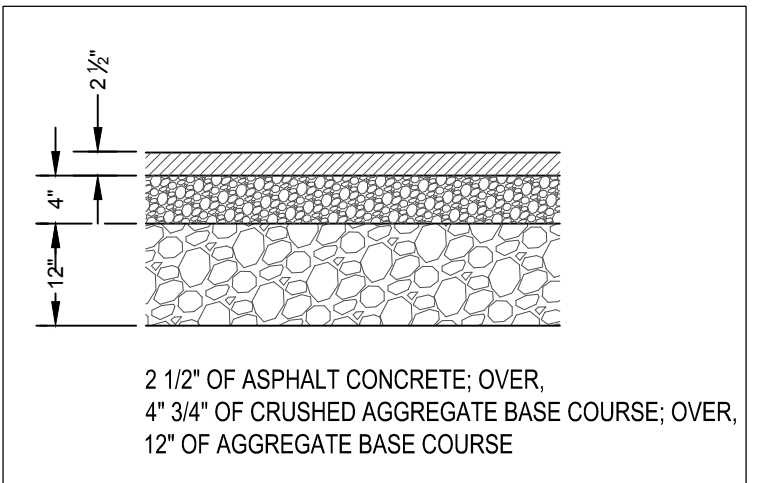 2 ½"
4"
12"
2 1/2" OF ASPHALT CONCRETE; OVER,
4" 3/4" OF CRUSHED AGGREGATE BASE COURSE; OVER,
12" OF AGGREGATE BASE COURSE